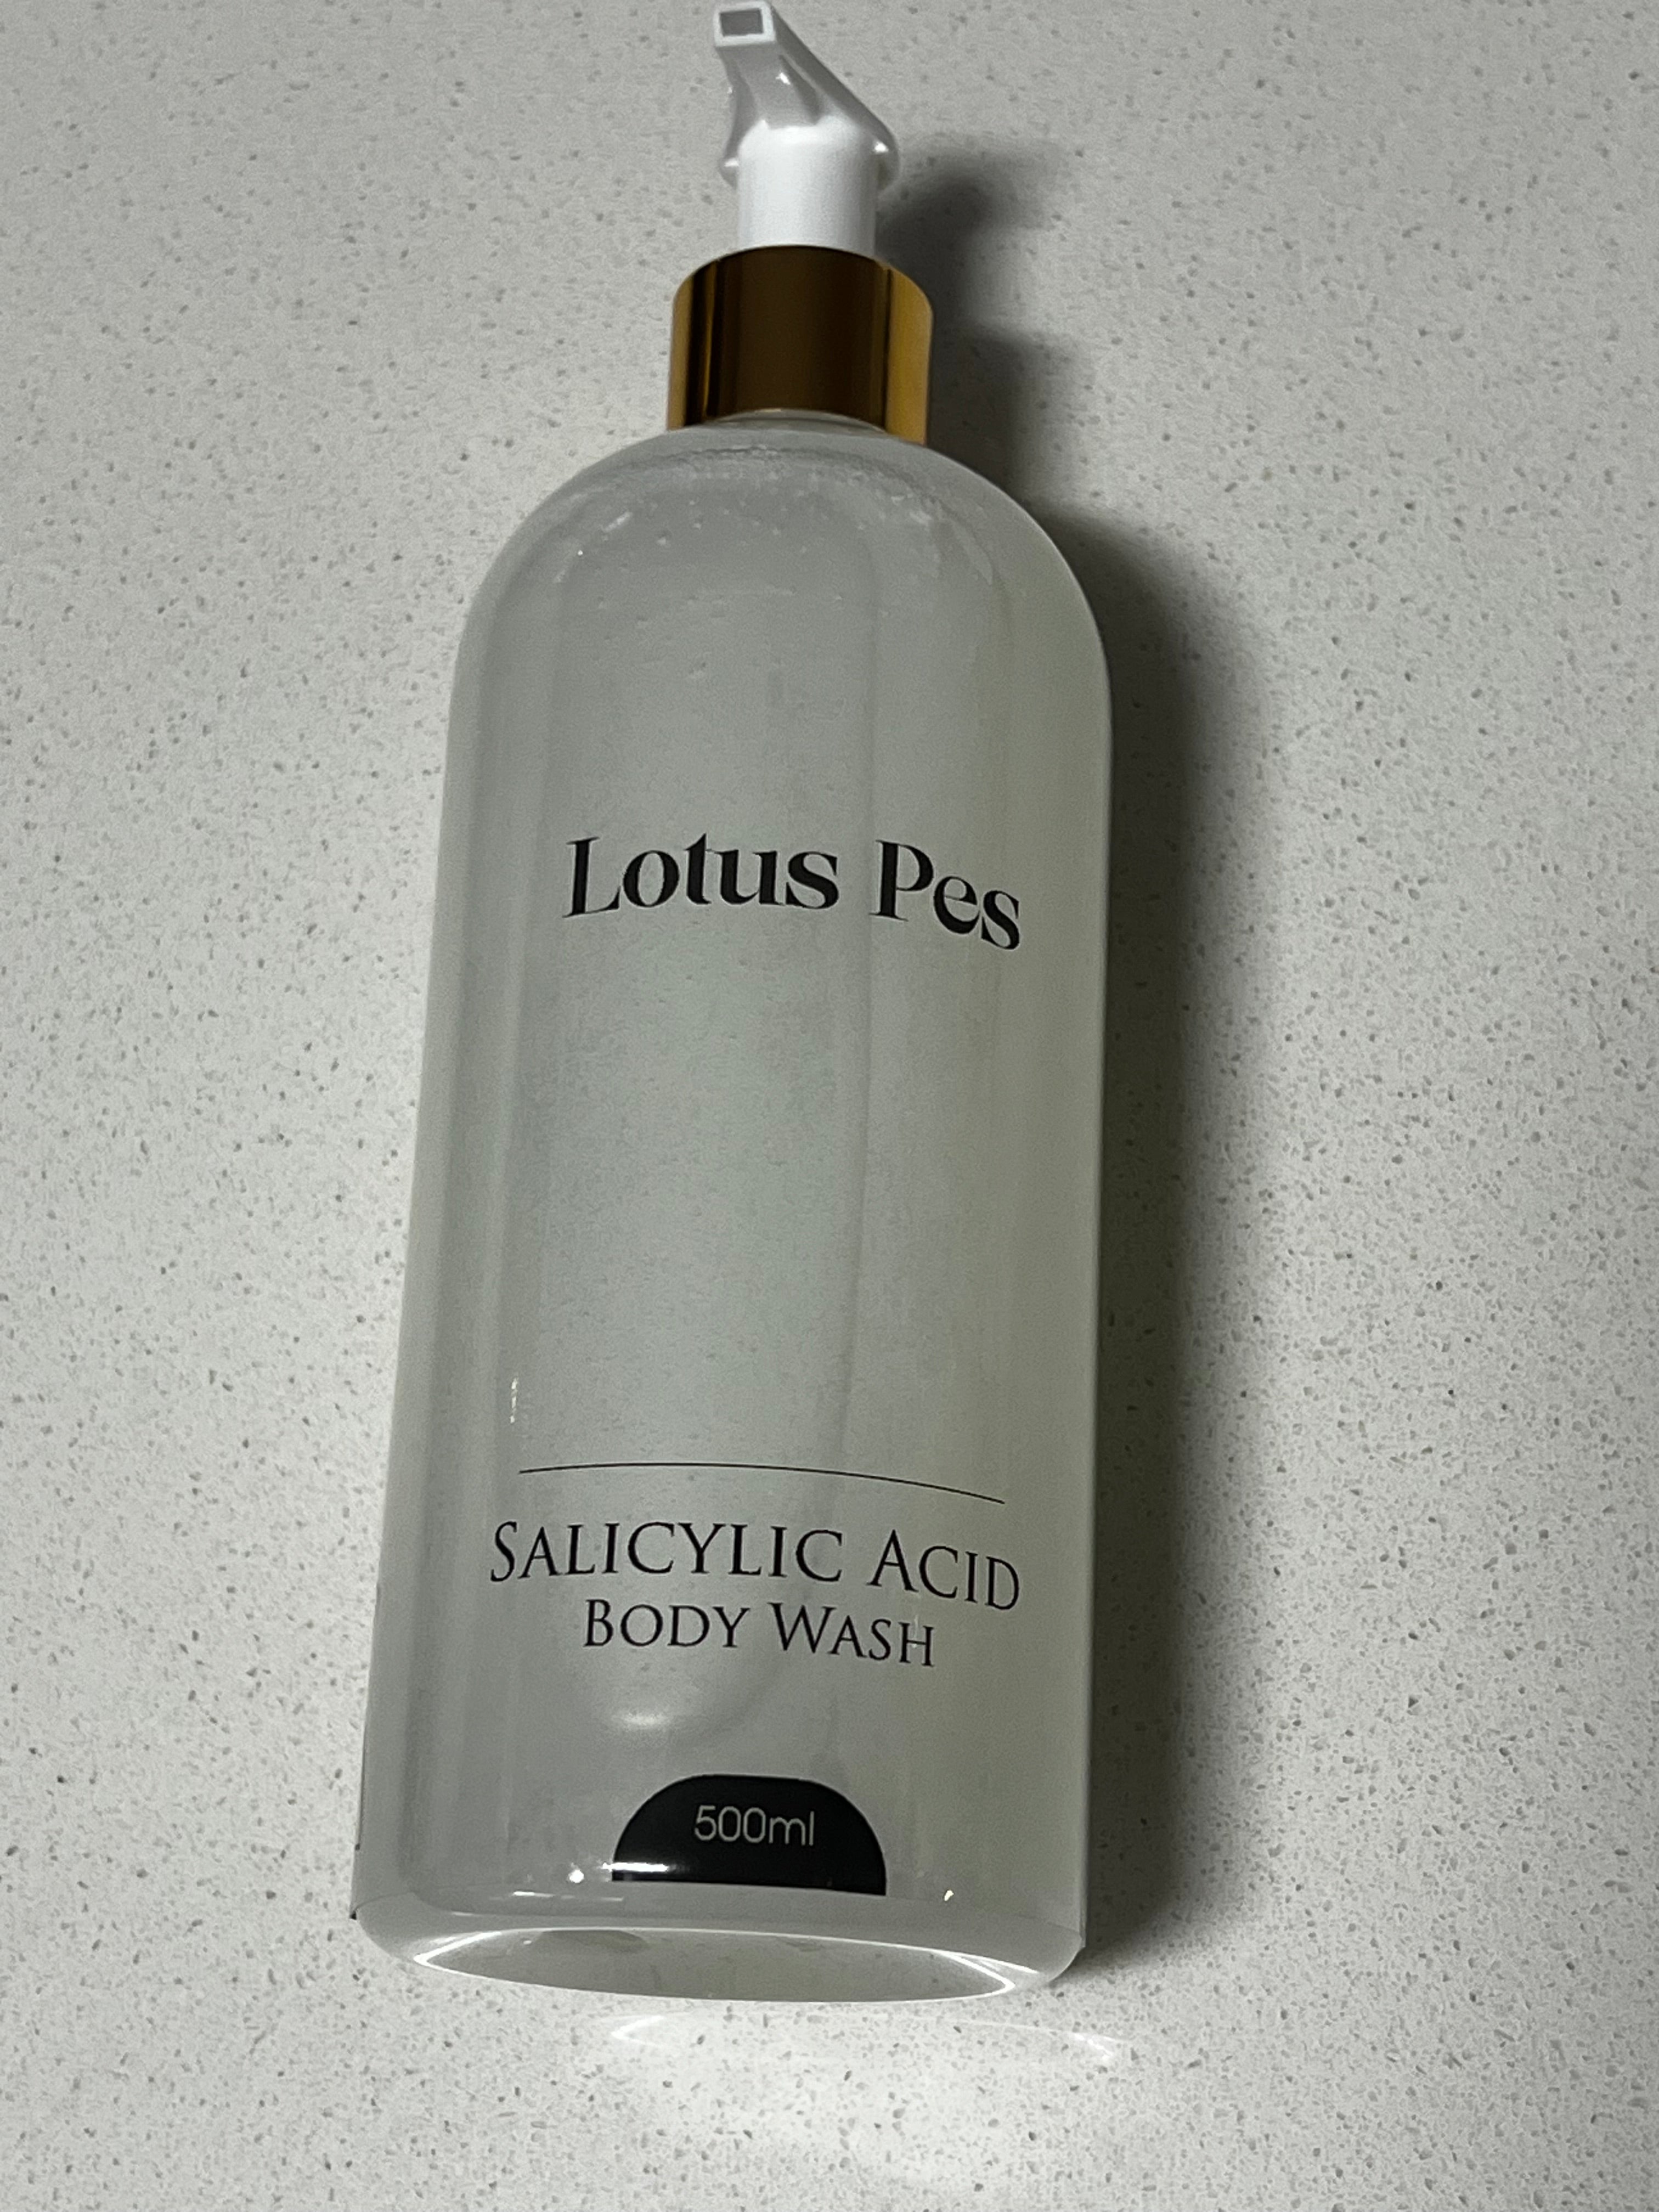 Lotus Pes
SALICYLIC ACID
BODY WASH
500ml